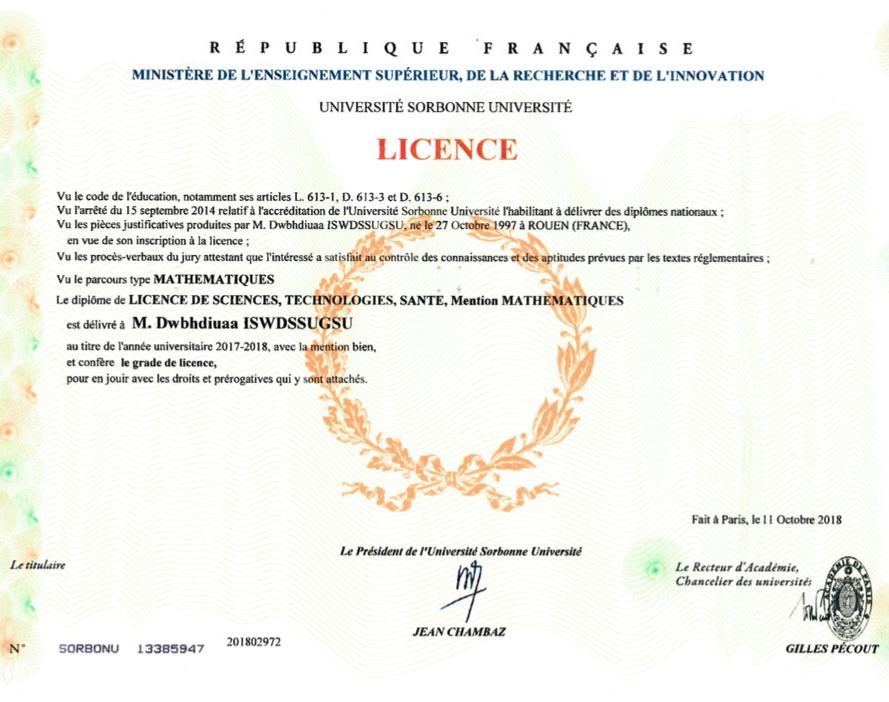 RÉPUBLIQUE FRANÇAISE
MINISTÈRE DE L'ENSEIGNEMENT SUPÉRIEUR, DE LA RECHERCHE ET DE L'INNOVATION
UNIVERSITÉ SORBONNE UNIVERSITÉ
LICENCE
Vu le code de l'éducation, notamment ses articles L. 613-1, D. 613-3 et D. 613-6 ;
Vu l'arrêté du 15 septembre 2014 relatif à l'accréditation de l'Université Sorbonne Université l'habilitant à délivrer des diplômes nationaux ;
Vu les pièces justificatives produites par M. Dwbhdiuaa ISWDSSUGSU, né le 27 Octobre 1997 à ROUEN (FRANCE),
en vue de son inscription à la licence ;
Vu les procès-verbaux du jury attestant que l'intéressé a satisfait au contrôle des connaissances et des aptitudes prévues par les textes réglementaires ;
Vu le parcours type MATHEMATIQUES
Le diplôme de LICENCE DE SCIENCES, TECHNOLOGIES, SANTE, Mention MATHEMATIQUES
est délivré à M. Dwbhdiuaa ISWDSSUGSU
au titre de l'année universitaire 2017-2018, avec la mention bien,
et confère le grade de licence,
pour en jouir avec les droits et prérogatives qui y sont attachés.
Fait à Paris, le 11 Octobre 2018
Le titulaire
Le Président de l'Université Sorbonne Université
JEAN CHAMBAZ
Le Recteur d'Académie,
Chancelier des universités
ACADÉMIE DE PARIS
GILLES PÉCOUT
N° SORBONU 13385947 201802972